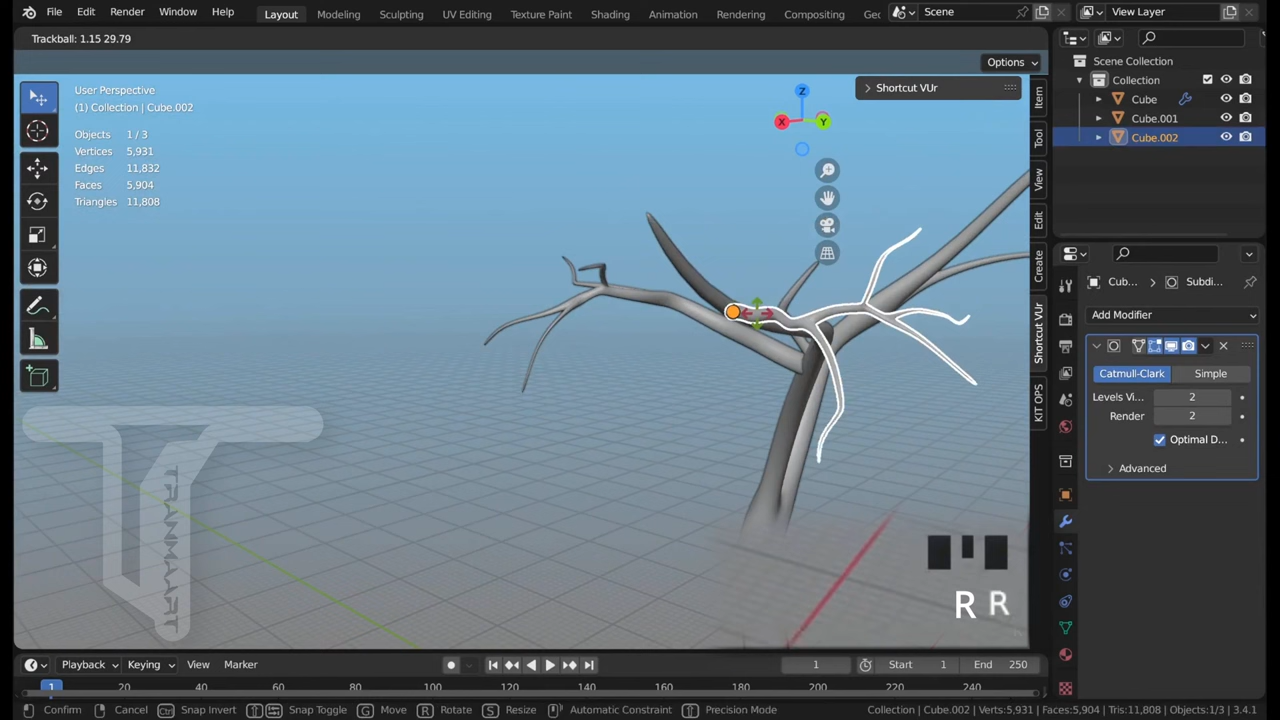 File Edit Render Window Help Layout Modeling Sculpting UV Editing Texture Paint Shading Animation Rendering Compositing Scene View Layer
Trackball: 1.15 29.79
Options
User Perspective
(1) Collection | Cube.002
Objects 1 / 3
Vertices 5,931
Edges 11,832
Faces 5,904
Triangles 11,808
Shortcut VUr
Z
X
Y
Item
Tool
View
Edit
Create
Shortcut VUr
KIT OPS
Scene Collection
Collection
Cube
Cube.001
Cube.002
Cub... Subdi...
Add Modifier
Catmull-Clark Simple
Levels Vi... 2
Render 2
Optimal D...
Advanced
TRANMAART
R R
Playback Keying View Marker 1 Start 1 End 250
1 20 40 60 80 100 120 140 160 180 200 220 240
Confirm Cancel Snap Invert Snap Toggle G Move R Rotate S Resize Automatic Constraint Precision Mode Collection | Cube.002 | Verts:5,931 | Faces:5,904 | Tris:11,808 | Objects:1/3 | 3.4.1